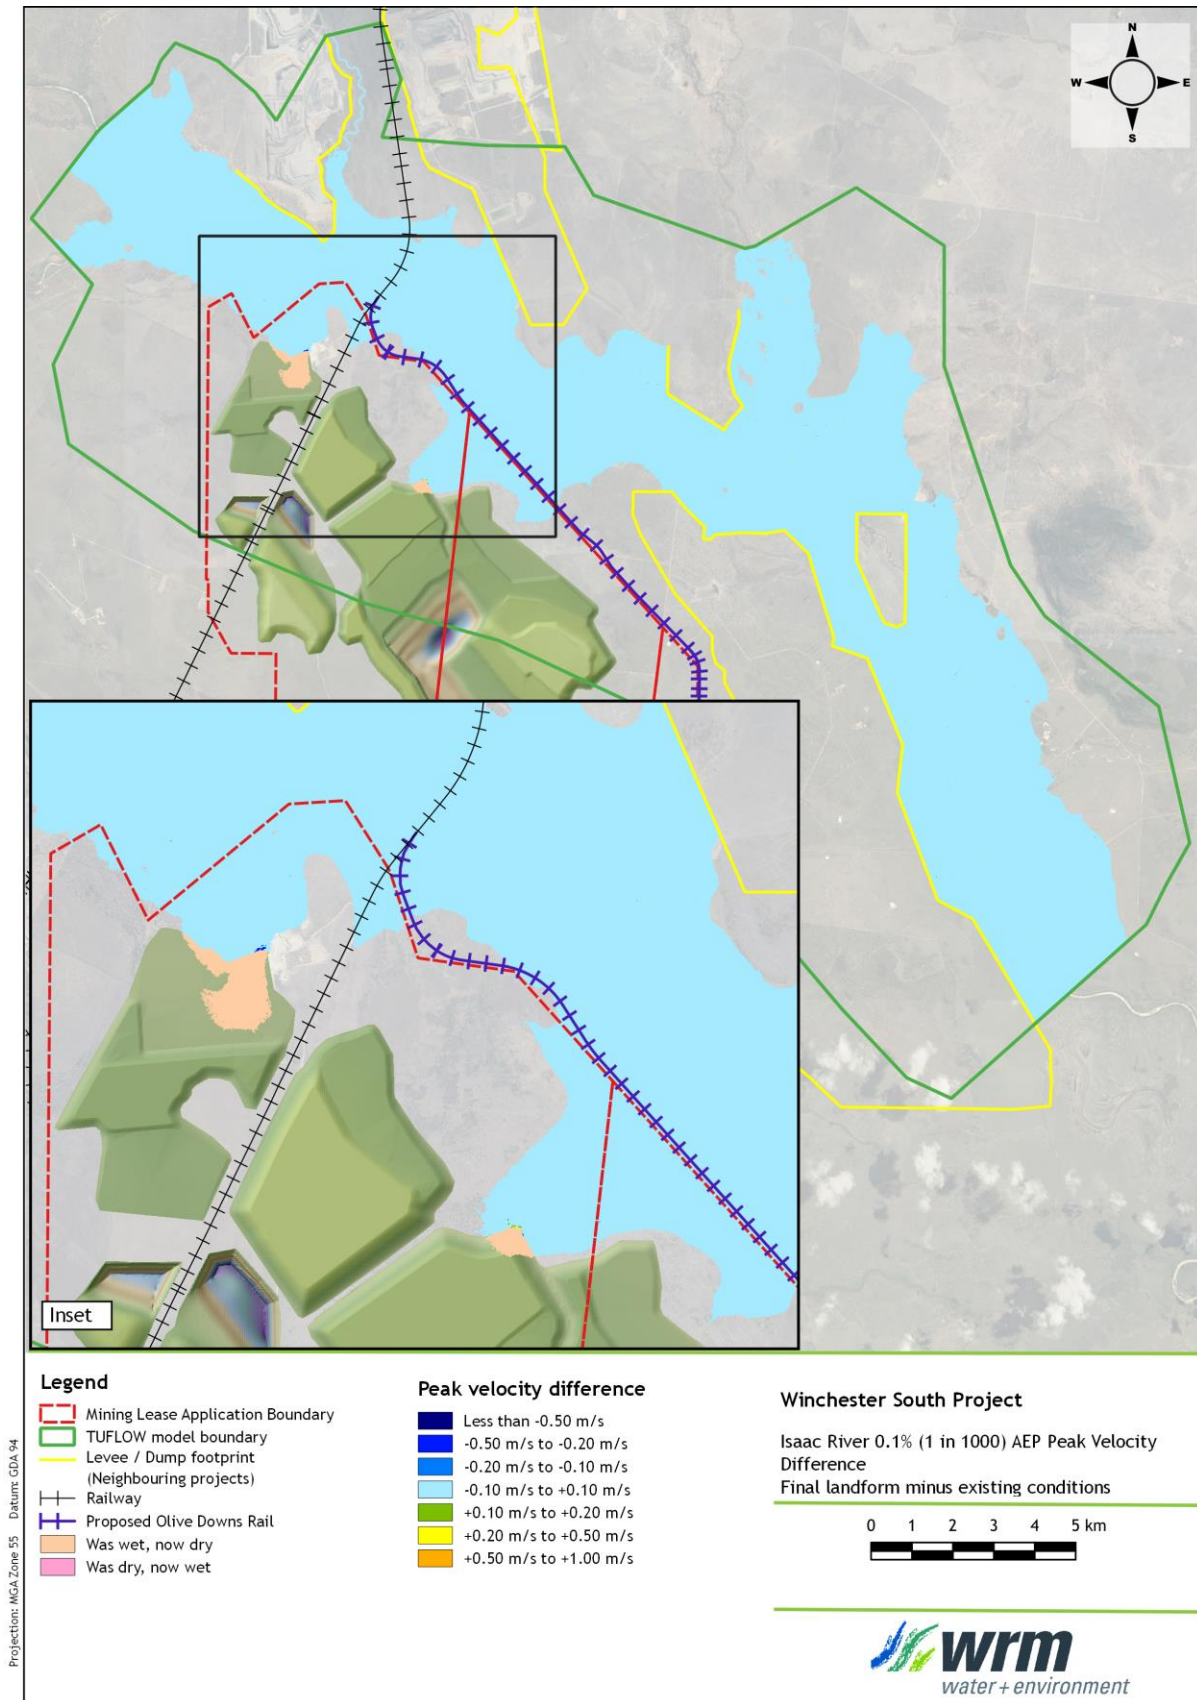 N
W
E
S
Inset
Legend
Mining Lease Application Boundary
TUFLOW model boundary
Levee / Dump footprint
(Neighbouring projects)
Railway
Proposed Olive Downs Rail
Was wet, now dry
Was dry, now wet
Peak velocity difference
Less than -0.50 m/s
-0.50 m/s to -0.20 m/s
-0.20 m/s to -0.10 m/s
-0.10 m/s to +0.10 m/s
+0.10 m/s to +0.20 m/s
+0.20 m/s to +0.50 m/s
+0.50 m/s to +1.00 m/s
Winchester South Project
Isaac River 0.1% (1 in 1000) AEP Peak Velocity
Difference
Final landform minus existing conditions
0 1 2 3 4 5 km
wrm
water + environment
Projection: MGA Zone 55 Datum: GDA 94